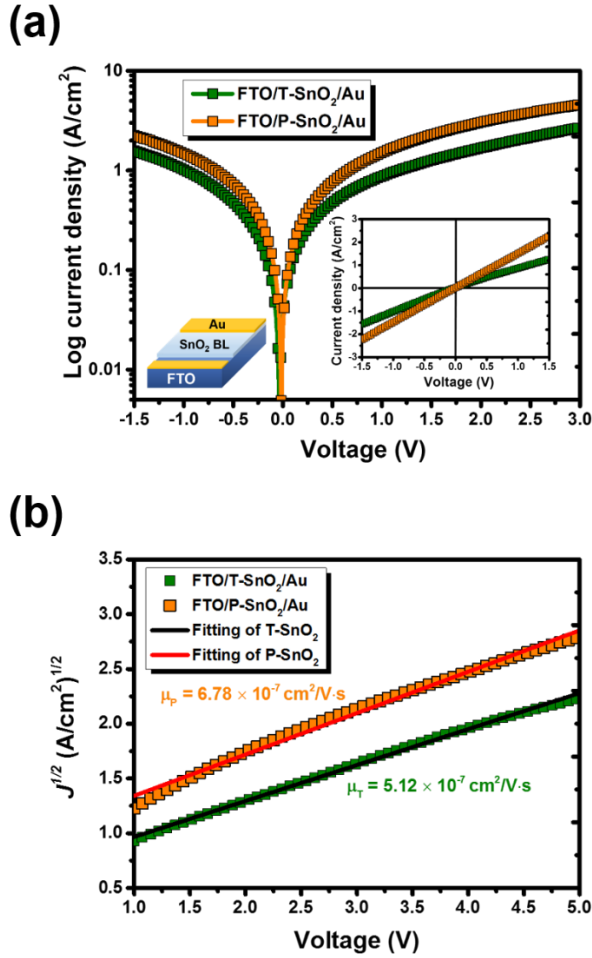 (a)
10
1
0.1
0.01
Log current density (A/cm²)
FTO/T-SnO₂/Au
FTO/P-SnO₂/Au
Au
SnO₂ BL
FTO
3
2
1
0
-1
-2
-3
Current density (A/cm²)
-1.5 -1.0 -0.5 0.0 0.5 1.0 1.5
Voltage (V)
-1.5 -1.0 -0.5 0.0 0.5 1.0 1.5 2.0 2.5 3.0
Voltage (V)
(b)
3.5
3.0
2.5
2.0
1.5
1.0
0.5
J^1/2 (A/cm²)^1/2
FTO/T-SnO₂/Au
FTO/P-SnO₂/Au
Fitting of T-SnO₂
Fitting of P-SnO₂
μ_P = 6.78 × 10⁻⁷ cm²/V·s
μ_T = 5.12 × 10⁻⁷ cm²/V·s
1.0 1.5 2.0 2.5 3.0 3.5 4.0 4.5 5.0
Voltage (V)